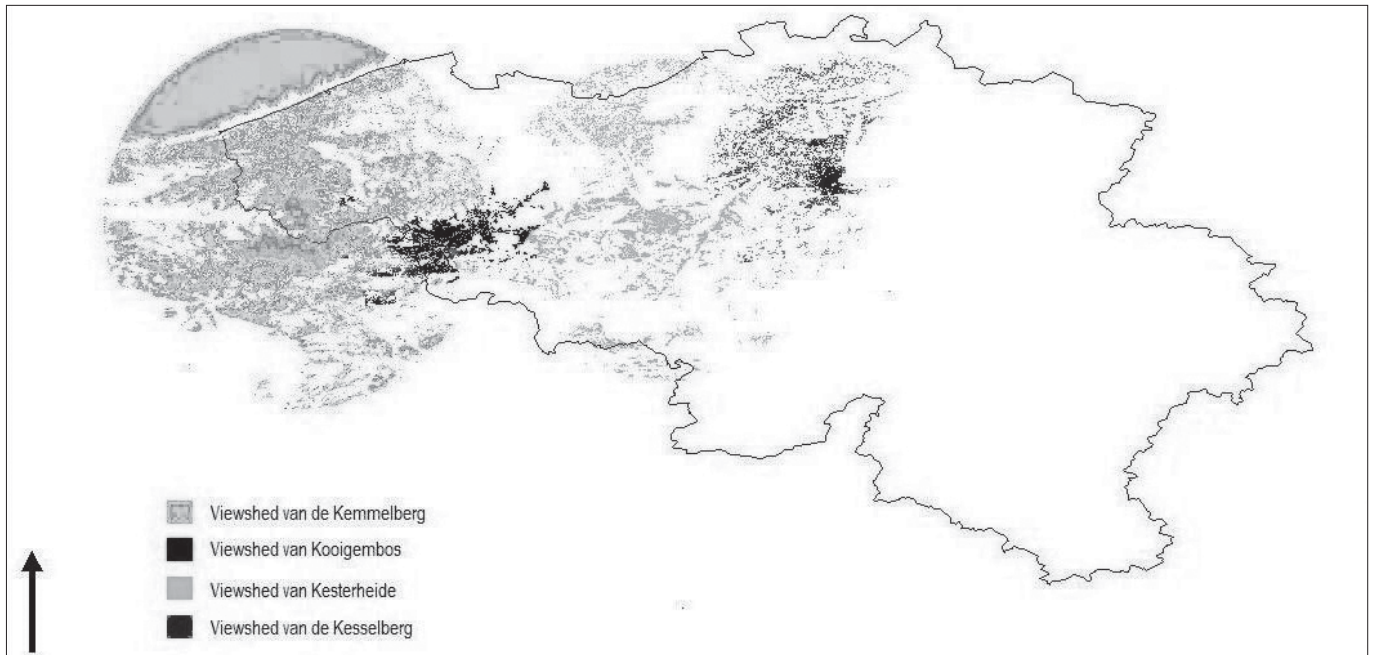 Viewshed van de Kemmelberg
Viewshed van Kooigembos
Viewshed van Kesterheide
Viewshed van de Kesselberg